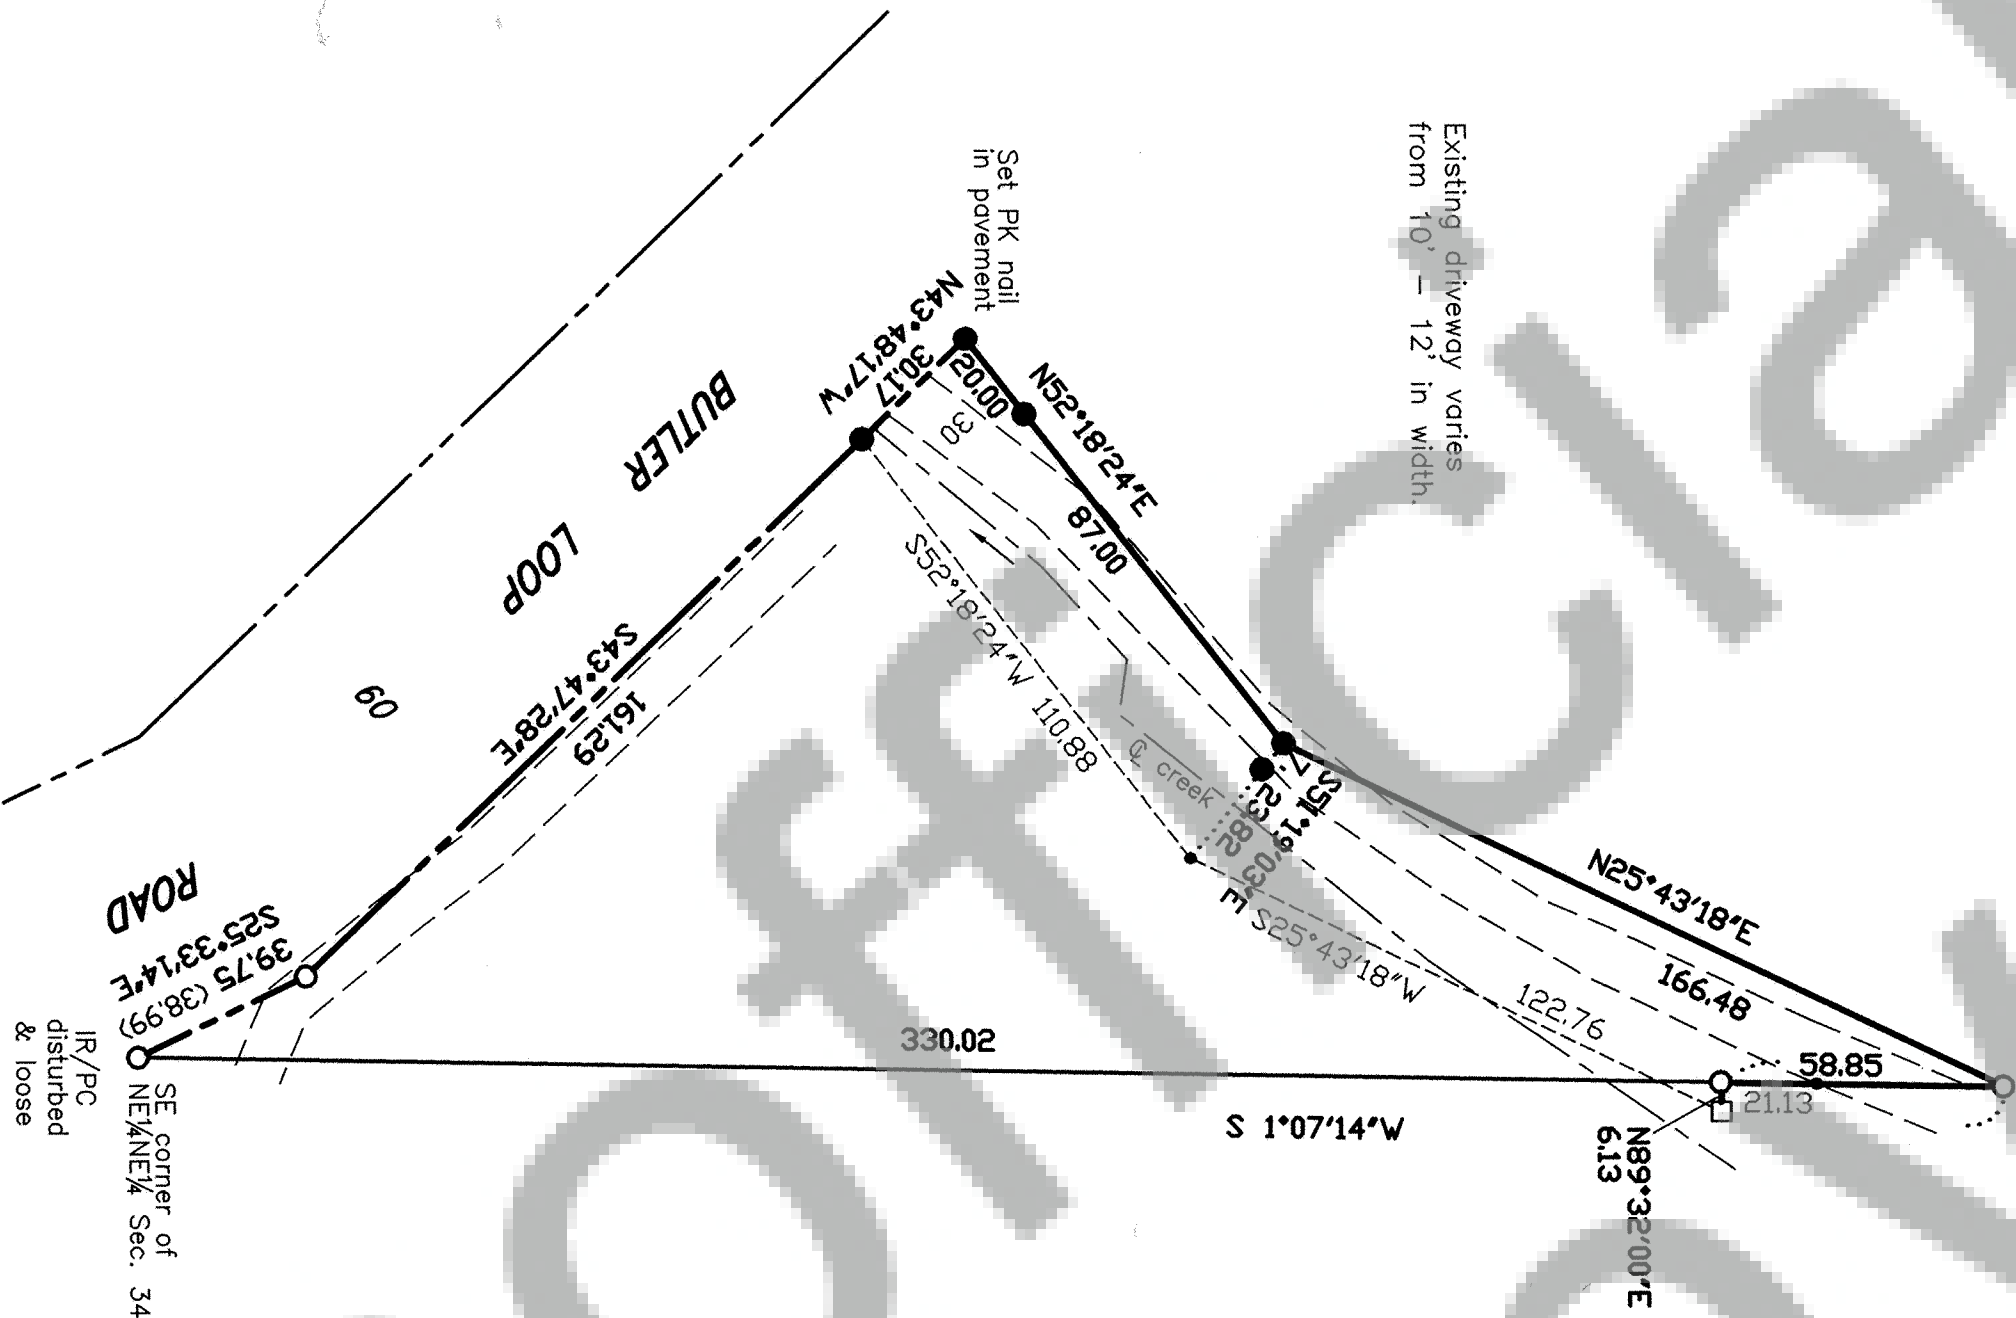 Existing driveway varies
from 10' – 12' in width.
Set PK nail
in pavement
N43°48'17"W
30.17
20.00
30
N52°18'24"E
87.00
BUTLER
LOOP
ROAD
60
S43°47'28"E
161.29
S52°18'24"W 110.88
℄ creek
S51°19'03"E
7.
23.82
S25°43'18"W
122.76
N25°43'18"E
166.48
58.85
21.13
330.02
S 1°07'14"W
N89°32'00"E
6.13
S25°33'14"E
39.75 (38.99)
IR/PC
disturbed
& loose
SE corner of
NE¼NE¼ Sec. 34